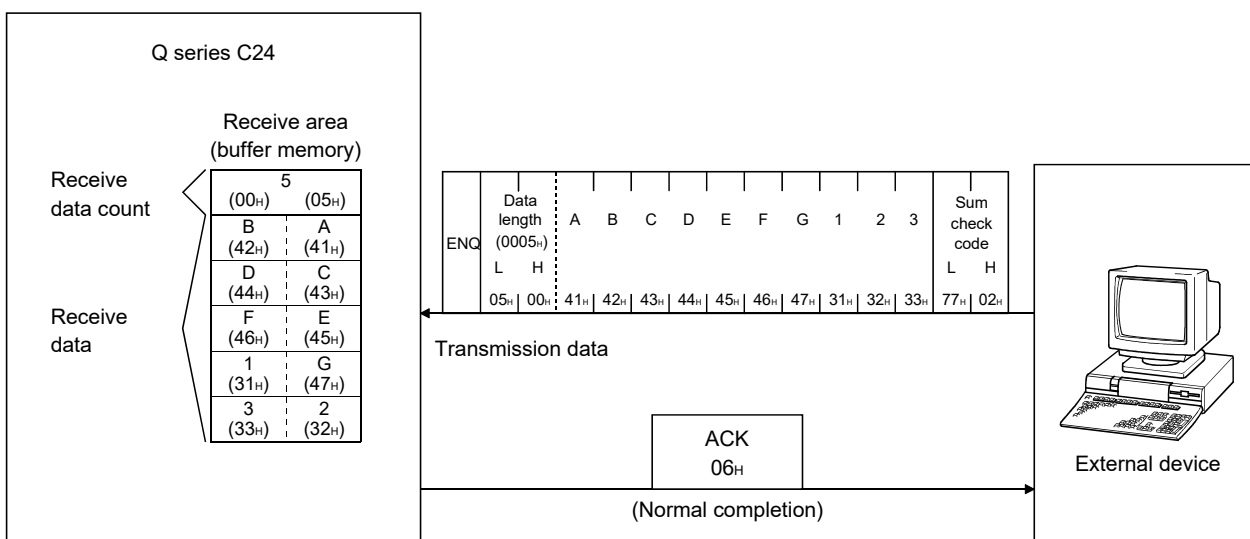 Q series C24
Receive area
(buffer memory)
Receive
data count
5
(00H) (05H)
B A
(42H) (41H)
D C
(44H) (43H)
Receive
data
F E
(46H) (45H)
1 G
(31H) (47H)
3 2
(33H) (32H)
ENQ
Data
length
(0005H)
L H
05H 00H
A B C D E F G 1 2 3
41H 42H 43H 44H 45H 46H 47H 31H 32H 33H
Sum
check
code
L H
77H 02H
Transmission data
ACK
06H
(Normal completion)
External device